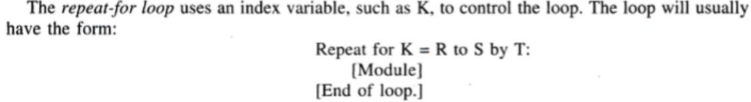 The repeat-for loop uses an index variable, such as K, to control the loop. The loop will usually
have the form:
Repeat for K = R to S by T:
[Module]
[End of loop.]